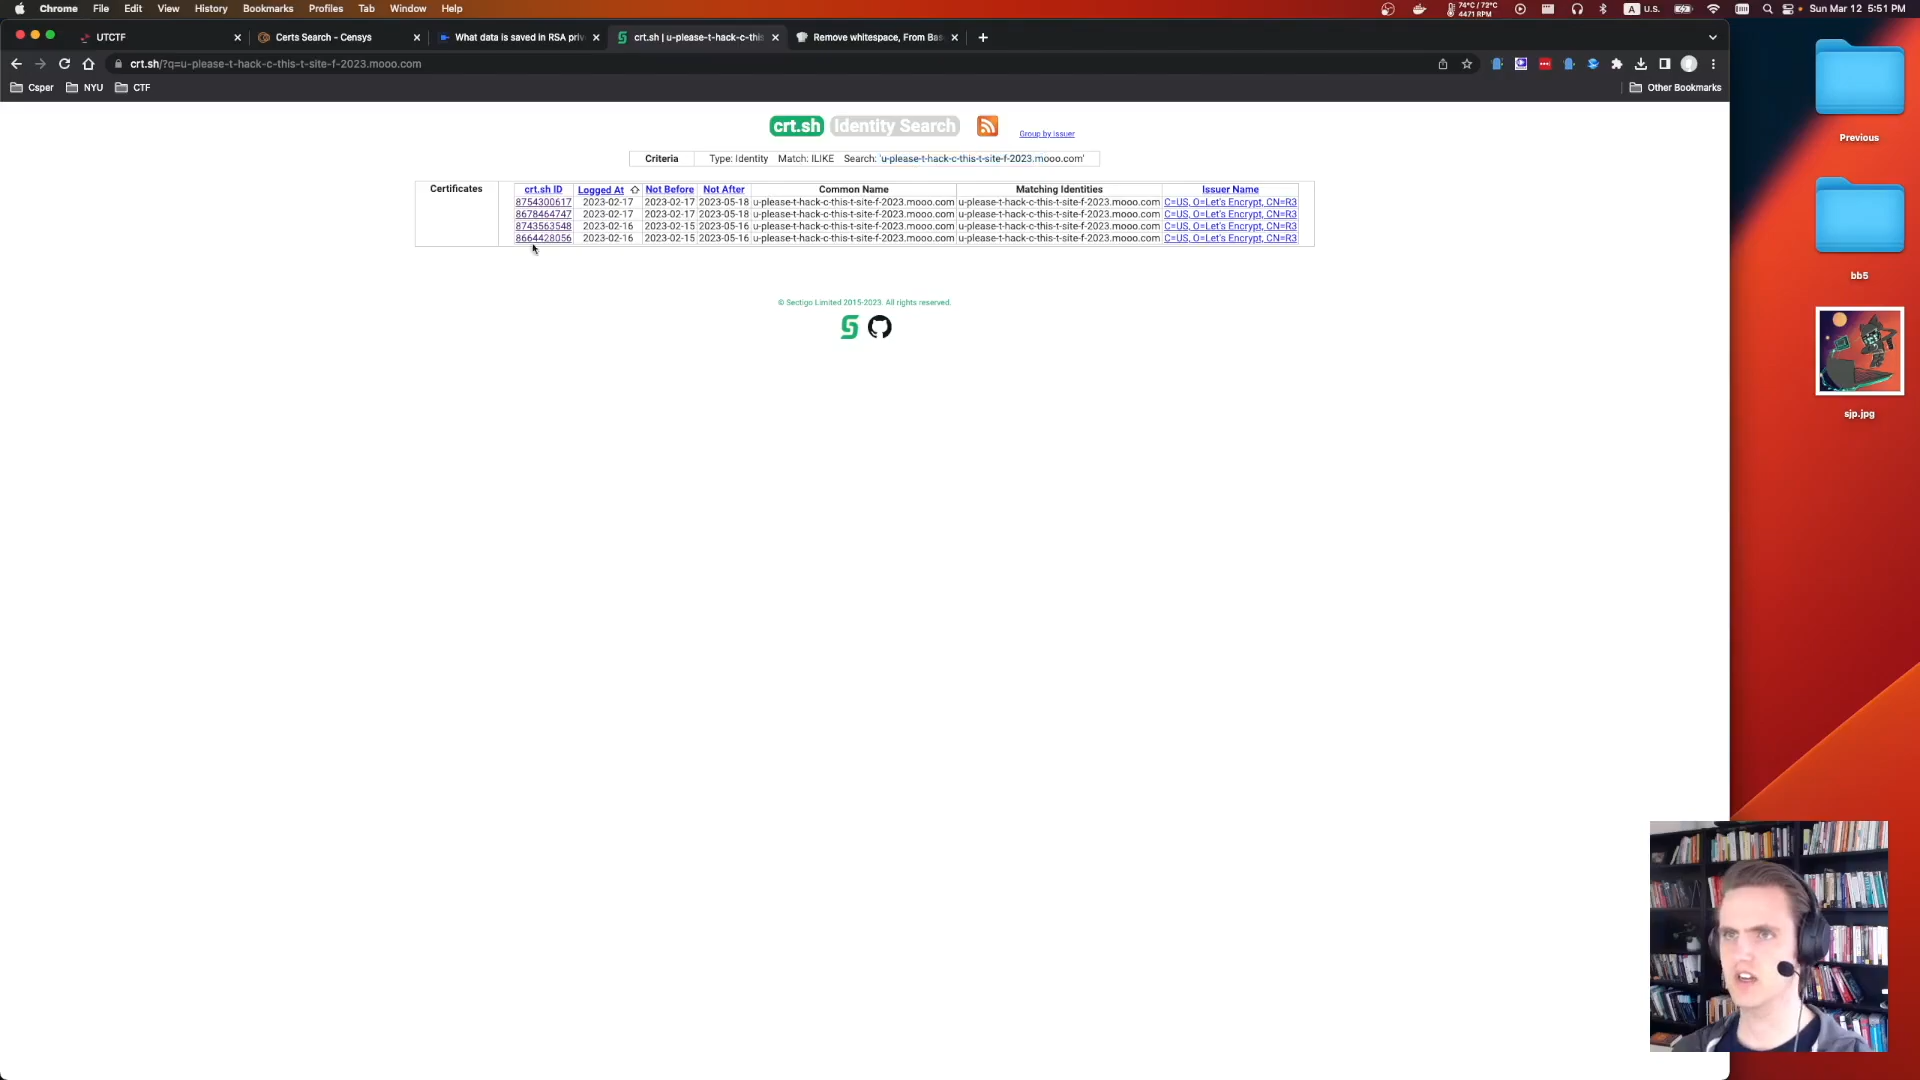 Chrome File Edit View History Bookmarks Profiles Tab Window Help
74°C / 72°C
4471 RPM
A U.S.
Sun Mar 12 5:51 PM
UTCTF
Certs Search - Censys
What data is saved in RSA priv
crt.sh | u-please-t-hack-c-this
Remove whitespace, From Bas
crt.sh/?q=u-please-t-hack-c-this-t-site-f-2023.mooo.com
Csper NYU CTF
Other Bookmarks
crt.sh Identity Search
Group by Issuer
Criteria Type: Identity Match: ILIKE Search: 'u-please-t-hack-c-this-t-site-f-2023.mooo.com'
Certificates
crt.sh ID Logged At Not Before Not After Common Name Matching Identities Issuer Name
8754300617 2023-02-17 2023-02-17 2023-05-18 u-please-t-hack-c-this-t-site-f-2023.mooo.com u-please-t-hack-c-this-t-site-f-2023.mooo.com C=US, O=Let's Encrypt, CN=R3
8678464747 2023-02-17 2023-02-17 2023-05-18 u-please-t-hack-c-this-t-site-f-2023.mooo.com u-please-t-hack-c-this-t-site-f-2023.mooo.com C=US, O=Let's Encrypt, CN=R3
8743563548 2023-02-16 2023-02-15 2023-05-16 u-please-t-hack-c-this-t-site-f-2023.mooo.com u-please-t-hack-c-this-t-site-f-2023.mooo.com C=US, O=Let's Encrypt, CN=R3
8664428056 2023-02-16 2023-02-15 2023-05-16 u-please-t-hack-c-this-t-site-f-2023.mooo.com u-please-t-hack-c-this-t-site-f-2023.mooo.com C=US, O=Let's Encrypt, CN=R3
© Sectigo Limited 2015-2023. All rights reserved.
Previous
bb5
sjp.jpg